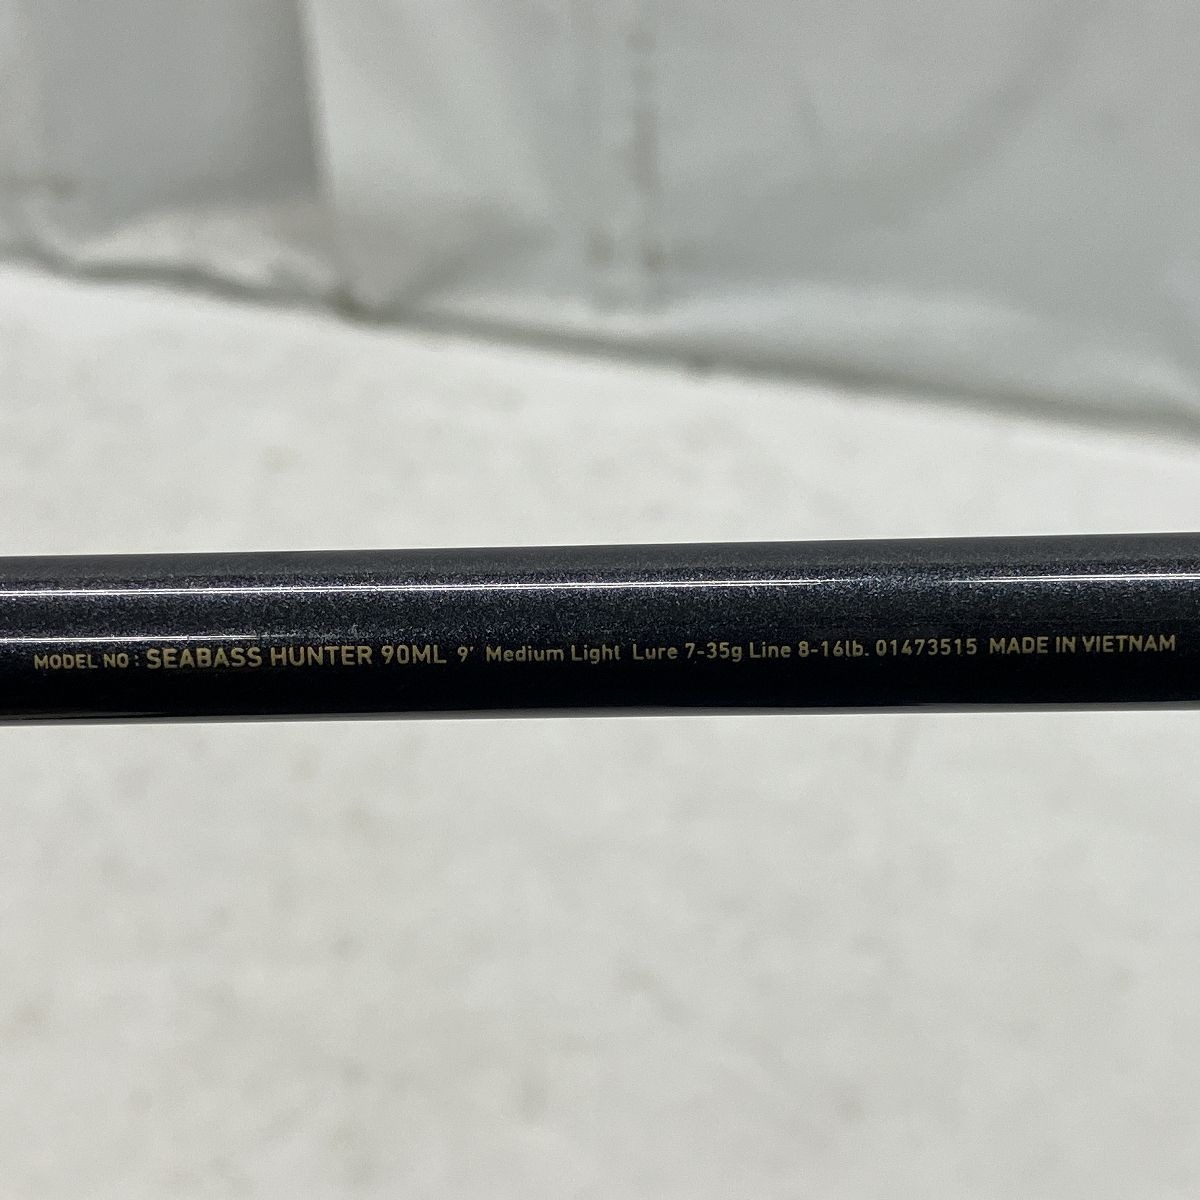 MODEL NO : SEABASS HUNTER 90ML 9' Medium Light Lure 7-35g Line 8-16lb. 01473515 MADE IN VIETNAM